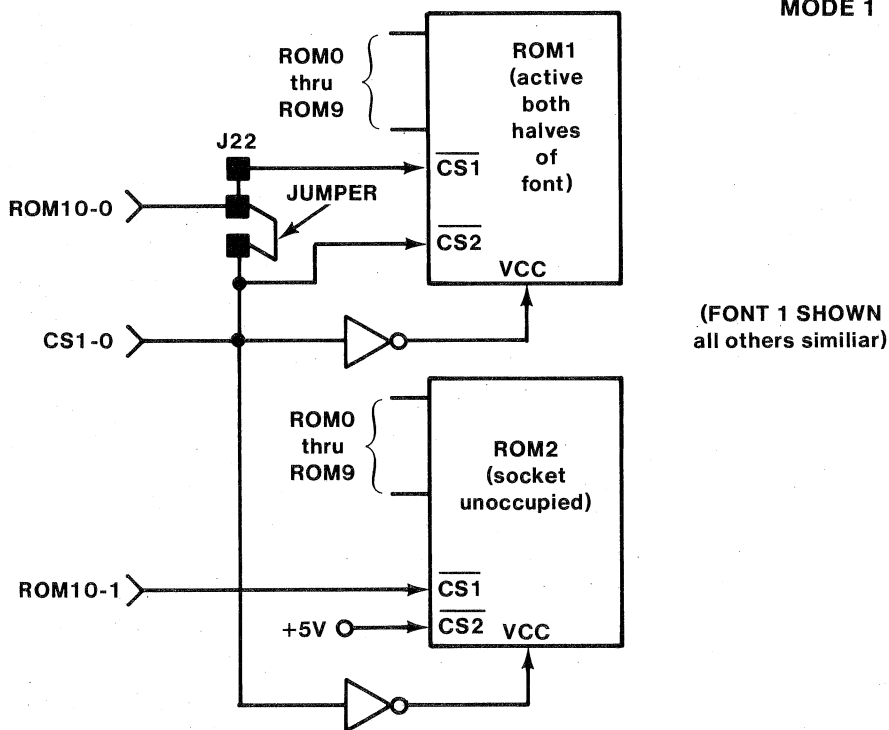 MODE 1
ROM0
thru
ROM9
ROM1
(active
both
halves
of
font)
J22
CS1
JUMPER
ROM10-0
CS2
VCC
CS1-0
(FONT 1 SHOWN
all others similiar)
ROM0
thru
ROM9
ROM2
(socket
unoccupied)
ROM10-1
CS1
+5V
CS2
VCC